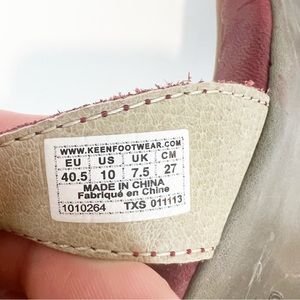 WWW.KEENFOOTWEAR.COM
EU US UK CM
40.5 10 7.5 27
MADE IN CHINA
Fabriqué en Chine
1010264 TXS 011113